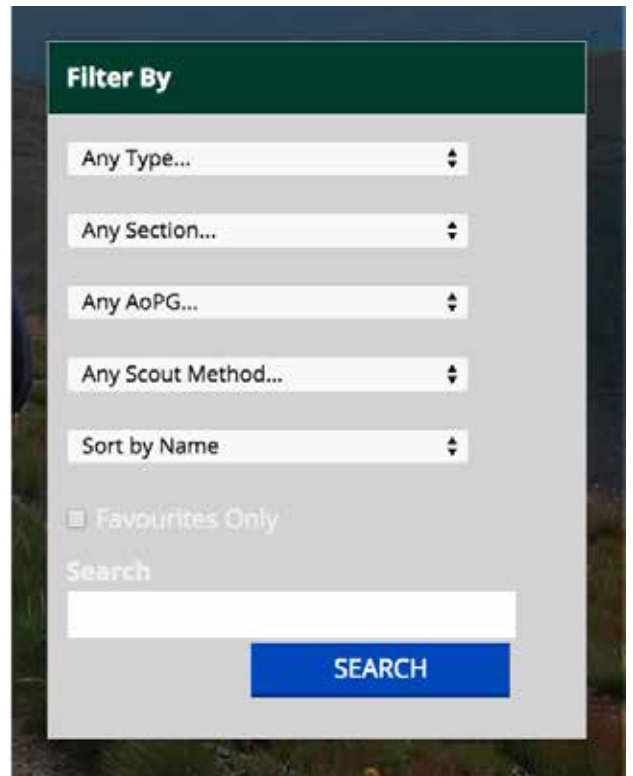 Filter By
Any Type...
Any Section...
Any AoPG...
Any Scout Method...
Sort by Name
Favourites Only
Search
SEARCH